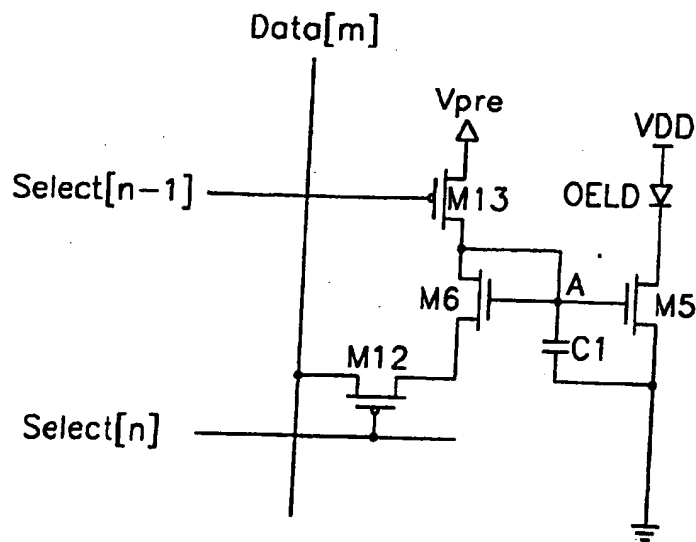 Data[m]
Vpre
VDD
Select[n-1]
M13
OELD
A
M6
M5
M12
C1
Select[n]